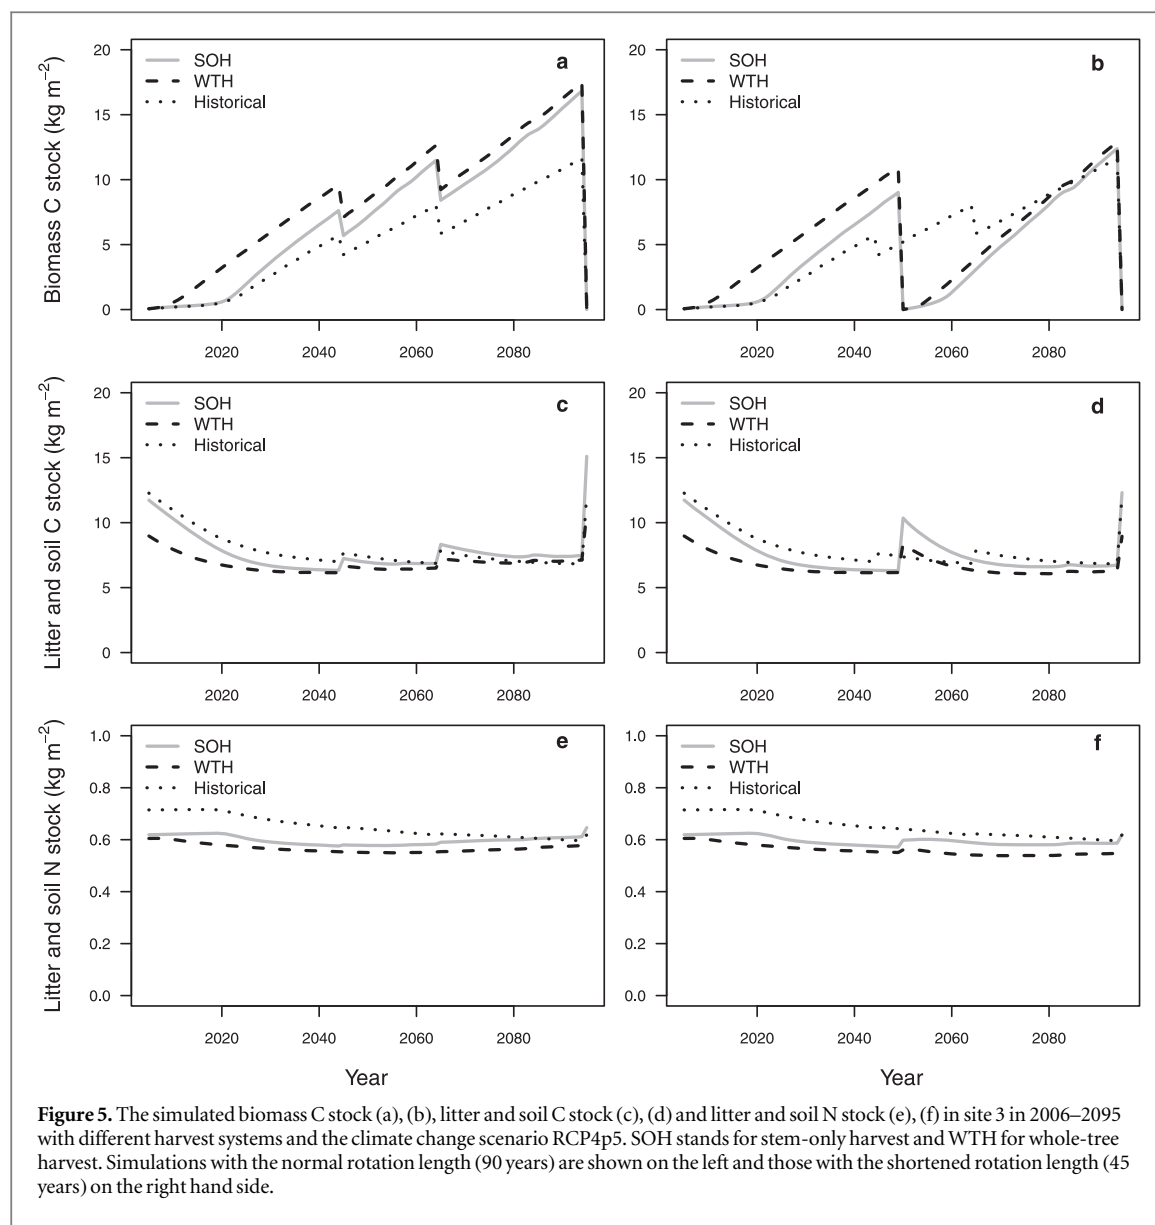 Biomass C stock (kg m⁻²)
20
15
10
5
0
SOH
WTH
Historical
a
2020 2040 2060 2080
20
15
10
5
0
SOH
WTH
Historical
b
2020 2040 2060 2080
Litter and soil C stock (kg m⁻²)
20
15
10
5
0
SOH
WTH
Historical
c
2020 2040 2060 2080
20
15
10
5
0
SOH
WTH
Historical
d
2020 2040 2060 2080
Litter and soil N stock (kg m⁻²)
1.0
0.8
0.6
0.4
0.2
0.0
SOH
WTH
Historical
e
2020 2040 2060 2080
Year
1.0
0.8
0.6
0.4
0.2
0.0
SOH
WTH
Historical
f
2020 2040 2060 2080
Year
Figure 5. The simulated biomass C stock (a), (b), litter and soil C stock (c), (d) and litter and soil N stock (e), (f) in site 3 in 2006–2095
with different harvest systems and the climate change scenario RCP4p5. SOH stands for stem-only harvest and WTH for whole-tree
harvest. Simulations with the normal rotation length (90 years) are shown on the left and those with the shortened rotation length (45
years) on the right hand side.